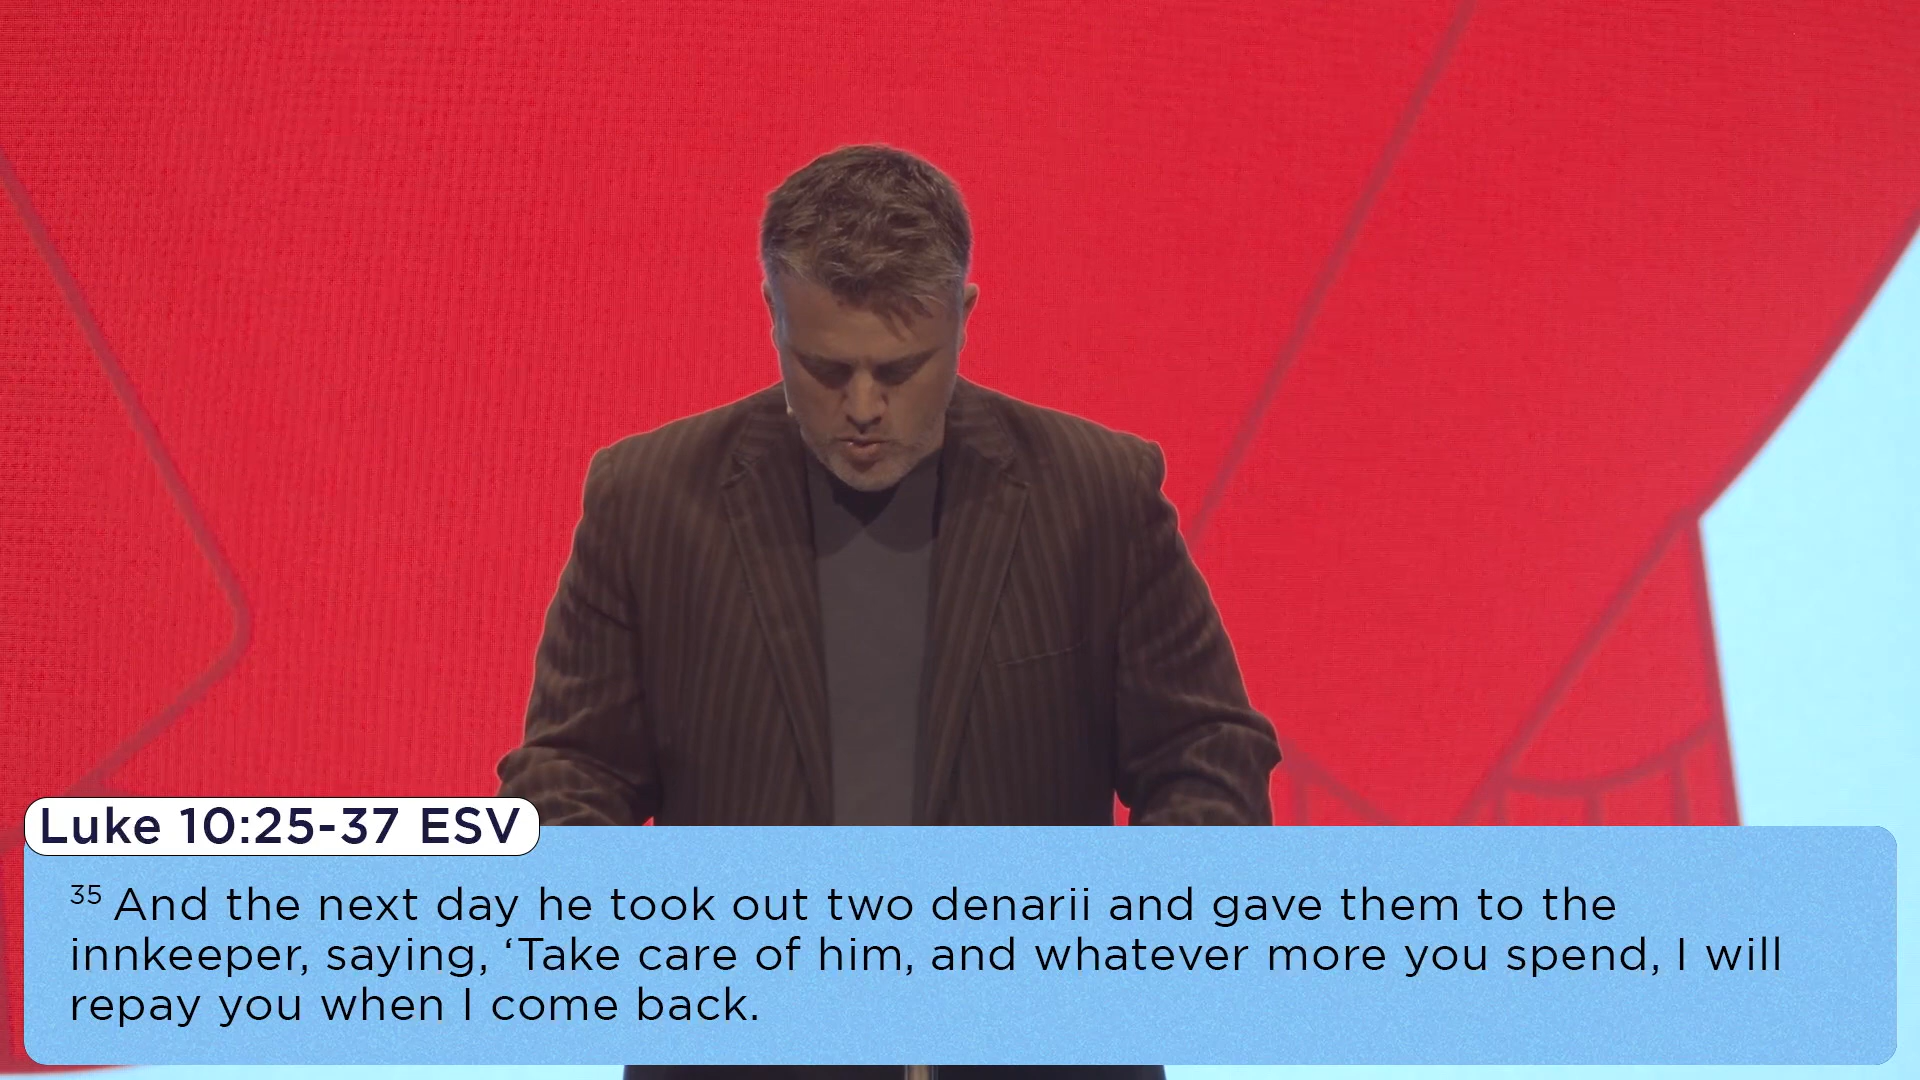 Luke 10:25-37 ESV
35 And the next day he took out two denarii and gave them to the
innkeeper, saying, ‘Take care of him, and whatever more you spend, I will
repay you when I come back.